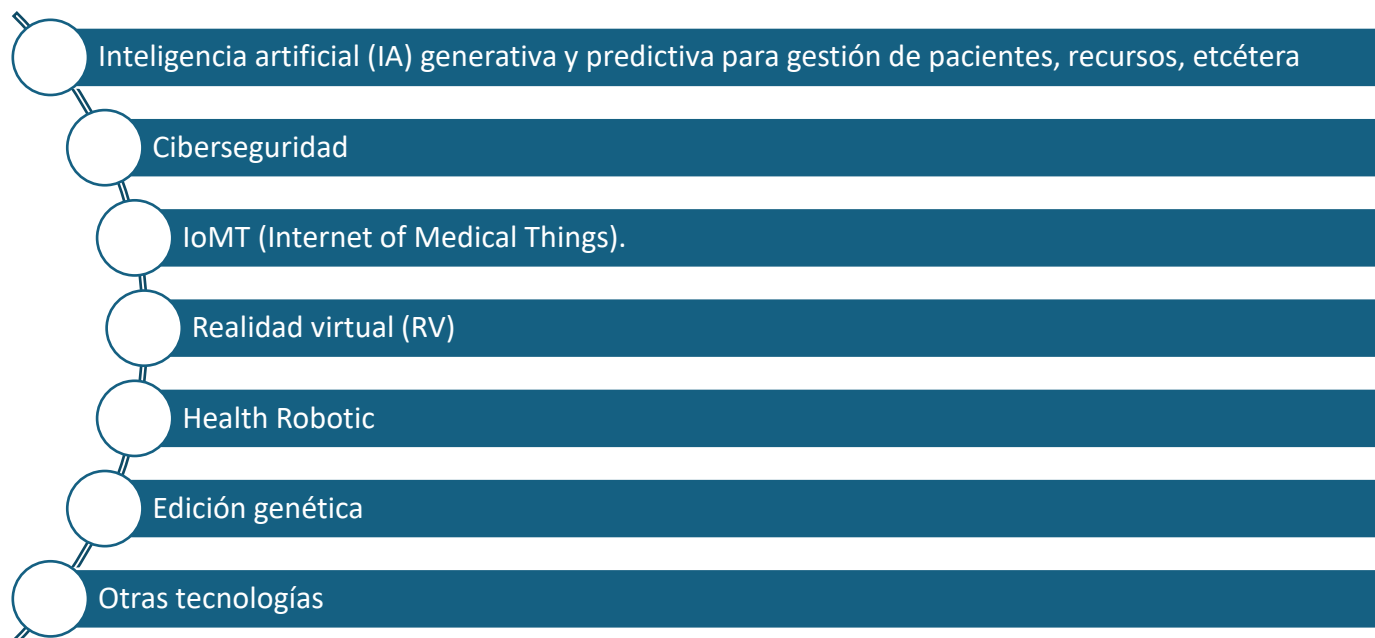 Inteligencia artificial (IA) generativa y predictiva para gestión de pacientes, recursos, etcétera
Ciberseguridad
IoMT (Internet of Medical Things).
Realidad virtual (RV)
Health Robotic
Edición genética
Otras tecnologías